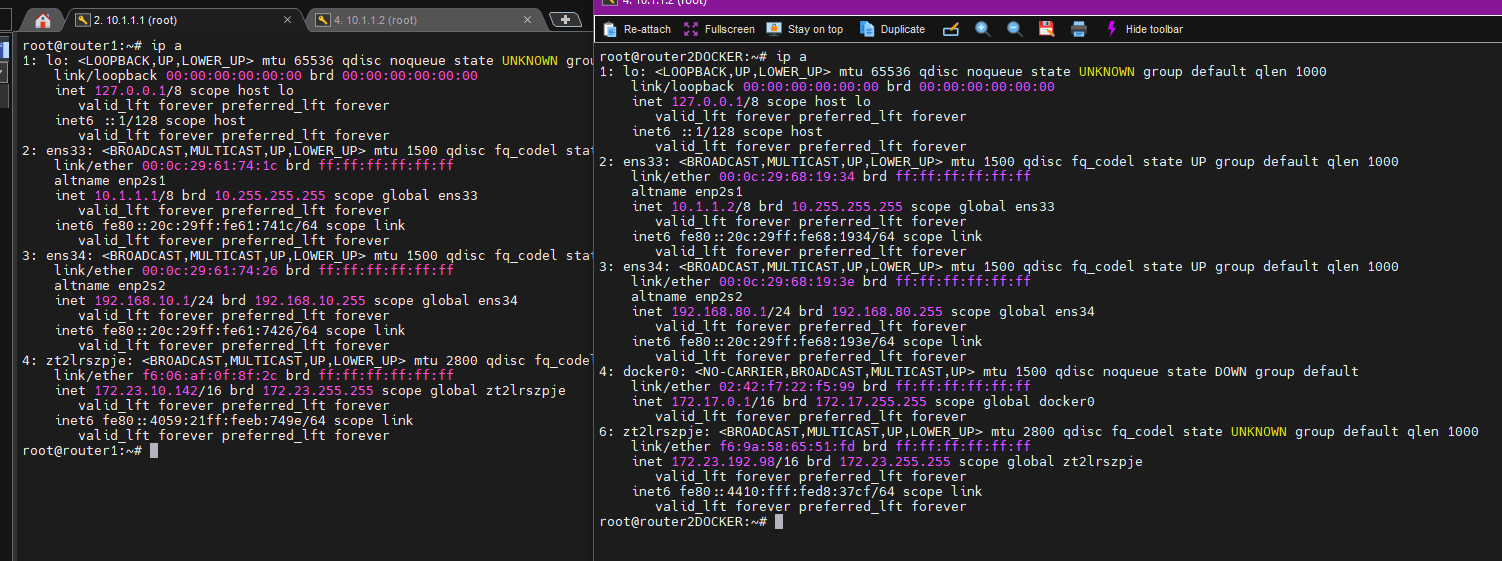 2. 10.1.1.1 (root)
4. 10.1.1.2 (root)
root@router1:~# ip a
1: lo: <LOOPBACK,UP,LOWER_UP> mtu 65536 qdisc noqueue state UNKNOWN grou
link/loopback 00:00:00:00:00:00 brd 00:00:00:00:00:00
inet 127.0.0.1/8 scope host lo
valid_lft forever preferred_lft forever
inet6 ::1/128 scope host
valid_lft forever preferred_lft forever
2: ens33: <BROADCAST,MULTICAST,UP,LOWER_UP> mtu 1500 qdisc fq_codel stat
link/ether 00:0c:29:61:74:1c brd ff:ff:ff:ff:ff:ff
altname enp2s1
inet 10.1.1.1/8 brd 10.255.255.255 scope global ens33
valid_lft forever preferred_lft forever
inet6 fe80::20c:29ff:fe61:741c/64 scope link
valid_lft forever preferred_lft forever
3: ens34: <BROADCAST,MULTICAST,UP,LOWER_UP> mtu 1500 qdisc fq_codel stat
link/ether 00:0c:29:61:74:26 brd ff:ff:ff:ff:ff:ff
altname enp2s2
inet 192.168.10.1/24 brd 192.168.10.255 scope global ens34
valid_lft forever preferred_lft forever
inet6 fe80::20c:29ff:fe61:7426/64 scope link
valid_lft forever preferred_lft forever
4: zt2lrszpje: <BROADCAST,MULTICAST,UP,LOWER_UP> mtu 2800 qdisc fq_codel
link/ether f6:06:af:0f:8f:2c brd ff:ff:ff:ff:ff:ff
inet 172.23.10.142/16 brd 172.23.255.255 scope global zt2lrszpje
valid_lft forever preferred_lft forever
inet6 fe80::4059:21ff:feeb:749e/64 scope link
valid_lft forever preferred_lft forever
root@router1:~#
4. 10.1.1.2 (root)
Re-attach Fullscreen Stay on top Duplicate Hide toolbar
root@router2DOCKER:~# ip a
1: lo: <LOOPBACK,UP,LOWER_UP> mtu 65536 qdisc noqueue state UNKNOWN group default qlen 1000
link/loopback 00:00:00:00:00:00 brd 00:00:00:00:00:00
inet 127.0.0.1/8 scope host lo
valid_lft forever preferred_lft forever
inet6 ::1/128 scope host
valid_lft forever preferred_lft forever
2: ens33: <BROADCAST,MULTICAST,UP,LOWER_UP> mtu 1500 qdisc fq_codel state UP group default qlen 1000
link/ether 00:0c:29:68:19:34 brd ff:ff:ff:ff:ff:ff
altname enp2s1
inet 10.1.1.2/8 brd 10.255.255.255 scope global ens33
valid_lft forever preferred_lft forever
inet6 fe80::20c:29ff:fe68:1934/64 scope link
valid_lft forever preferred_lft forever
3: ens34: <BROADCAST,MULTICAST,UP,LOWER_UP> mtu 1500 qdisc fq_codel state UP group default qlen 1000
link/ether 00:0c:29:68:19:3e brd ff:ff:ff:ff:ff:ff
altname enp2s2
inet 192.168.80.1/24 brd 192.168.80.255 scope global ens34
valid_lft forever preferred_lft forever
inet6 fe80::20c:29ff:fe68:193e/64 scope link
valid_lft forever preferred_lft forever
4: docker0: <NO-CARRIER,BROADCAST,MULTICAST,UP> mtu 1500 qdisc noqueue state DOWN group default
link/ether 02:42:f7:22:f5:99 brd ff:ff:ff:ff:ff:ff
inet 172.17.0.1/16 brd 172.17.255.255 scope global docker0
valid_lft forever preferred_lft forever
6: zt2lrszpje: <BROADCAST,MULTICAST,UP,LOWER_UP> mtu 2800 qdisc fq_codel state UNKNOWN group default qlen 1000
link/ether f6:9a:58:65:51:fd brd ff:ff:ff:ff:ff:ff
inet 172.23.192.98/16 brd 172.23.255.255 scope global zt2lrszpje
valid_lft forever preferred_lft forever
inet6 fe80::4410:fff:fed8:37cf/64 scope link
valid_lft forever preferred_lft forever
root@router2DOCKER:~#